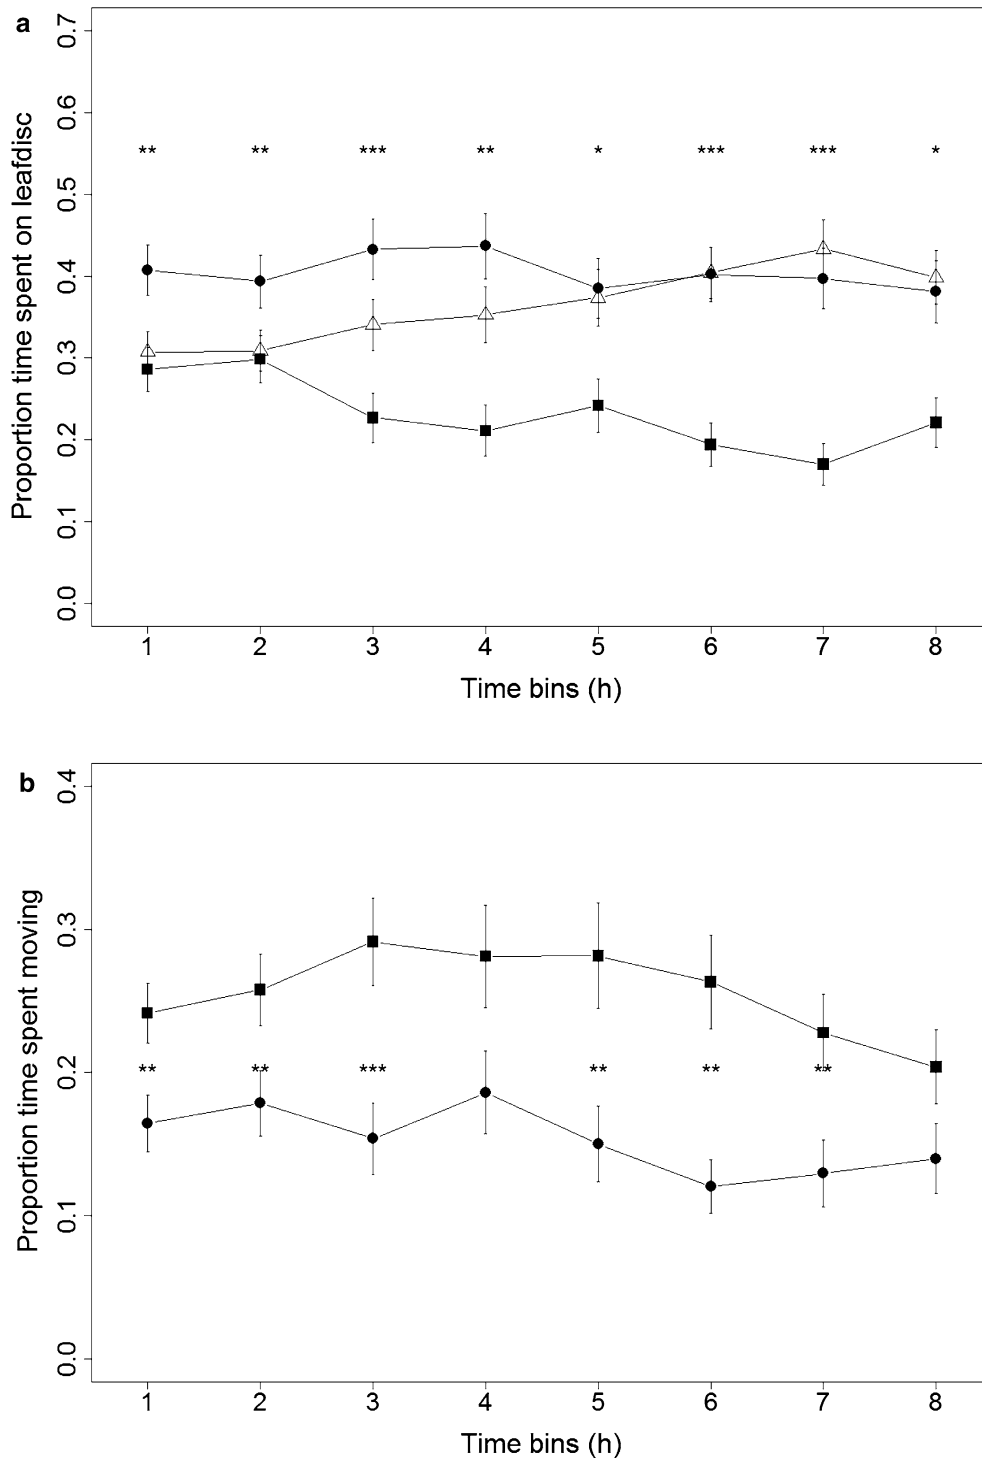 a
Proportion time spent on leafdisc
0.7
0.6
0.5
0.4
0.3
0.2
0.1
0.0
** ** *** ** * *** *** *
1 2 3 4 5 6 7 8
Time bins (h)
b
Proportion time spent moving
0.4
0.3
0.2
0.1
0.0
** ** *** ** ** **
1 2 3 4 5 6 7 8
Time bins (h)